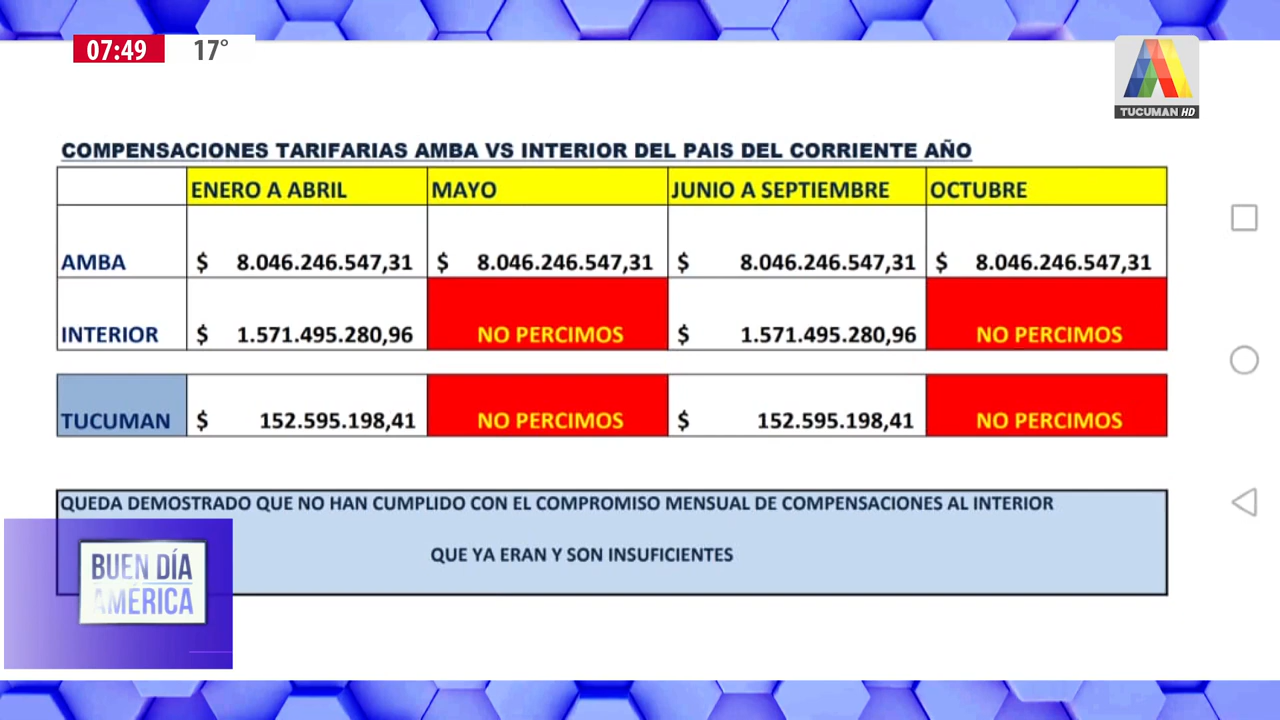 07:49 17°
TUCUMAN HD
COMPENSACIONES TARIFARIAS AMBA VS INTERIOR DEL PAIS DEL CORRIENTE AÑO
ENERO A ABRIL MAYO JUNIO A SEPTIEMBRE OCTUBRE
AMBA $ 8.046.246.547,31 $ 8.046.246.547,31 $ 8.046.246.547,31 $ 8.046.246.547,31
INTERIOR $ 1.571.495.280,96 NO PERCIMOS $ 1.571.495.280,96 NO PERCIMOS
TUCUMAN $ 152.595.198,41 NO PERCIMOS $ 152.595.198,41 NO PERCIMOS
QUEDA DEMOSTRADO QUE NO HAN CUMPLIDO CON EL COMPROMISO MENSUAL DE COMPENSACIONES AL INTERIOR
QUE YA ERAN Y SON INSUFICIENTES
BUEN DÍA
AMÉRICA